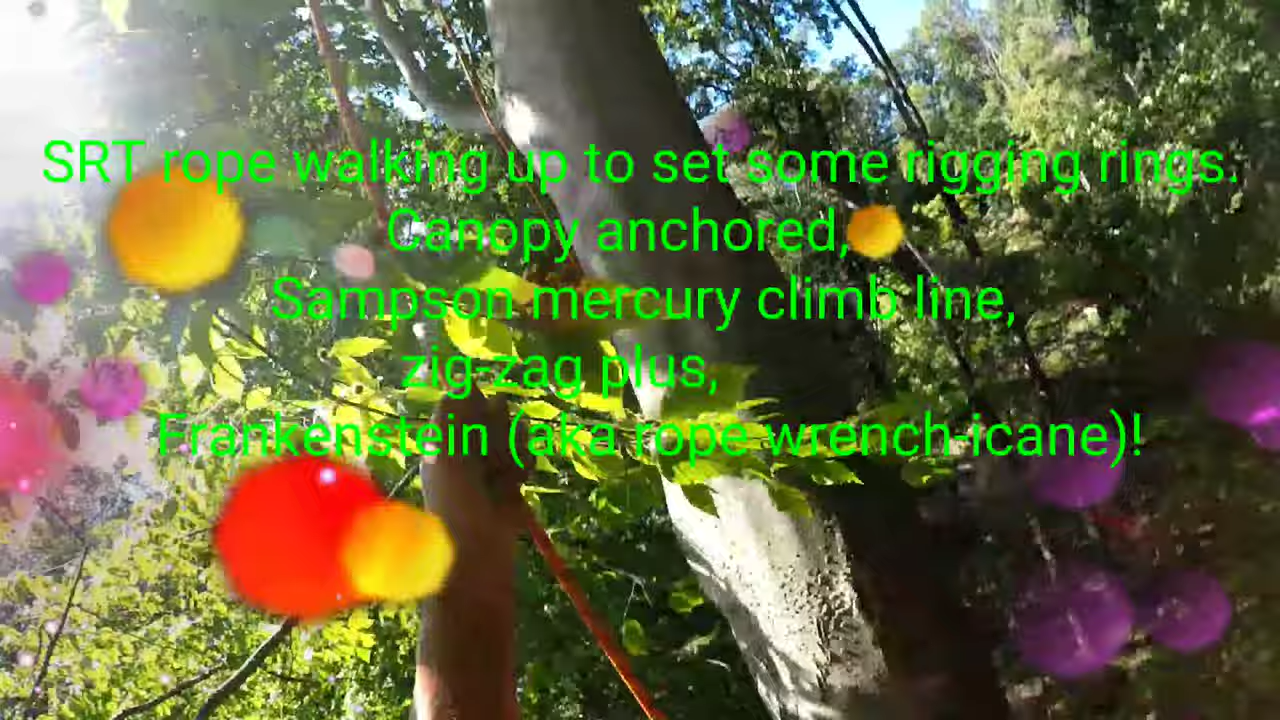 SRT rope walking up to set some rigging rings.
Canopy anchored,
Sampson mercury climb line,
zig-zag plus,
Frankenstein (aka rope wrench-icane)!